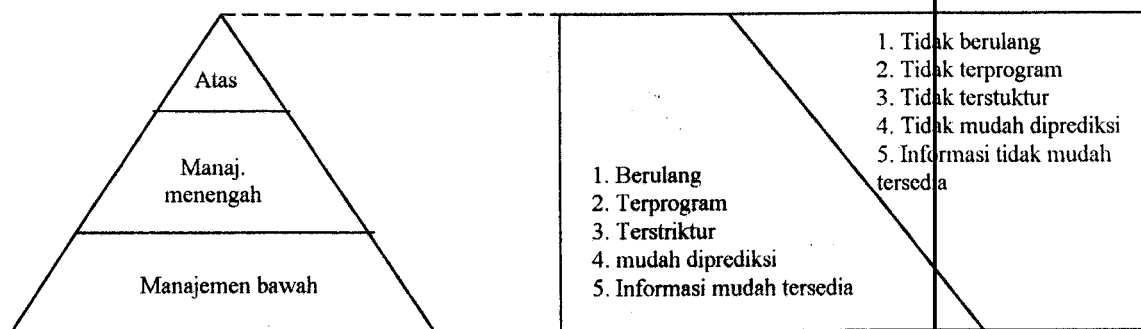 Atas
Manaj.
menengah
Manajemen bawah
1. Berulang
2. Terprogram
3. Terstriktur
4. mudah diprediksi
5. Informasi mudah tersedia
1. Tidak berulang
2. Tidak terprogram
3. Tidak terstuktur
4. Tidak mudah diprediksi
5. Informasi tidak mudah
tersedia